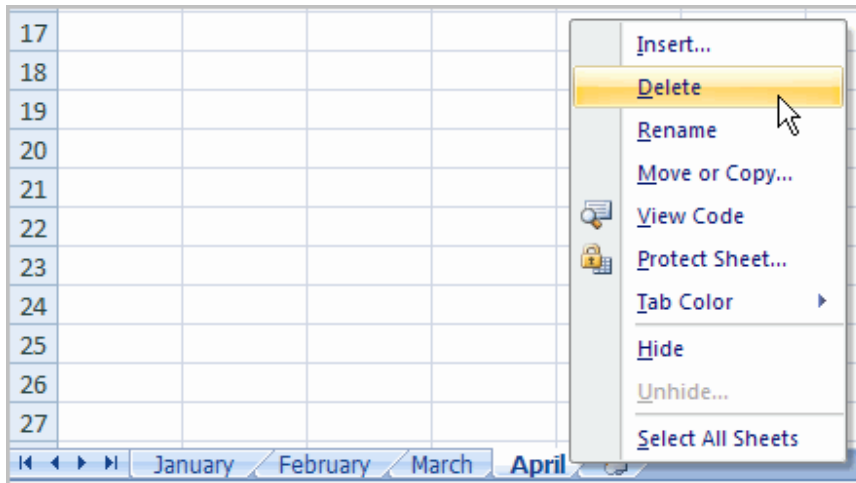 17
18
19
20
21
22
23
24
25
26
27
January February March April
Insert...
Delete
Rename
Move or Copy...
View Code
Protect Sheet...
Tab Color
Hide
Unhide...
Select All Sheets